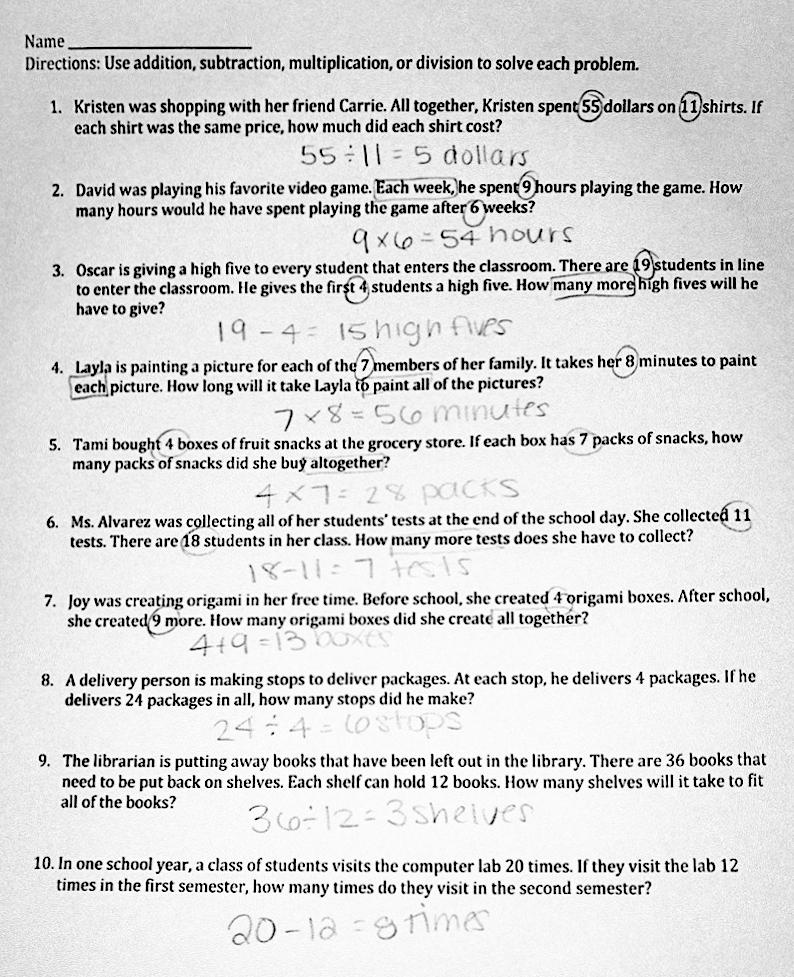 Name
Directions: Use addition, subtraction, multiplication, or division to solve each problem.
1. Kristen was shopping with her friend Carrie. All together, Kristen spent 55 dollars on 11 shirts. If
each shirt was the same price, how much did each shirt cost?
55 ÷ 11 = 5 dollars
2. David was playing his favorite video game. Each week, he spent 9 hours playing the game. How
many hours would he have spent playing the game after 6 weeks?
9 x 6 = 54 hours
3. Oscar is giving a high five to every student that enters the classroom. There are 19 students in line
to enter the classroom. He gives the first 4 students a high five. How many more high fives will he
have to give?
19 - 4 = 15 high fives
4. Layla is painting a picture for each of the 7 members of her family. It takes her 8 minutes to paint
each picture. How long will it take Layla to paint all of the pictures?
7 x 8 = 56 minutes
5. Tami bought 4 boxes of fruit snacks at the grocery store. If each box has 7 packs of snacks, how
many packs of snacks did she buy altogether?
4 x 7 = 28 packs
6. Ms. Alvarez was collecting all of her students' tests at the end of the school day. She collected 11
tests. There are 18 students in her class. How many more tests does she have to collect?
18 - 11 = 7 tests
7. Joy was creating origami in her free time. Before school, she created 4 origami boxes. After school,
she created 9 more. How many origami boxes did she create all together?
4 + 9 = 13 boxes
8. A delivery person is making stops to deliver packages. At each stop, he delivers 4 packages. If he
delivers 24 packages in all, how many stops did he make?
24 ÷ 4 = 6 stops
9. The librarian is putting away books that have been left out in the library. There are 36 books that
need to be put back on shelves. Each shelf can hold 12 books. How many shelves will it take to fit
all of the books?
36 ÷ 12 = 3 shelves
10. In one school year, a class of students visits the computer lab 20 times. If they visit the lab 12
times in the first semester, how many times do they visit in the second semester?
20 - 12 = 8 times